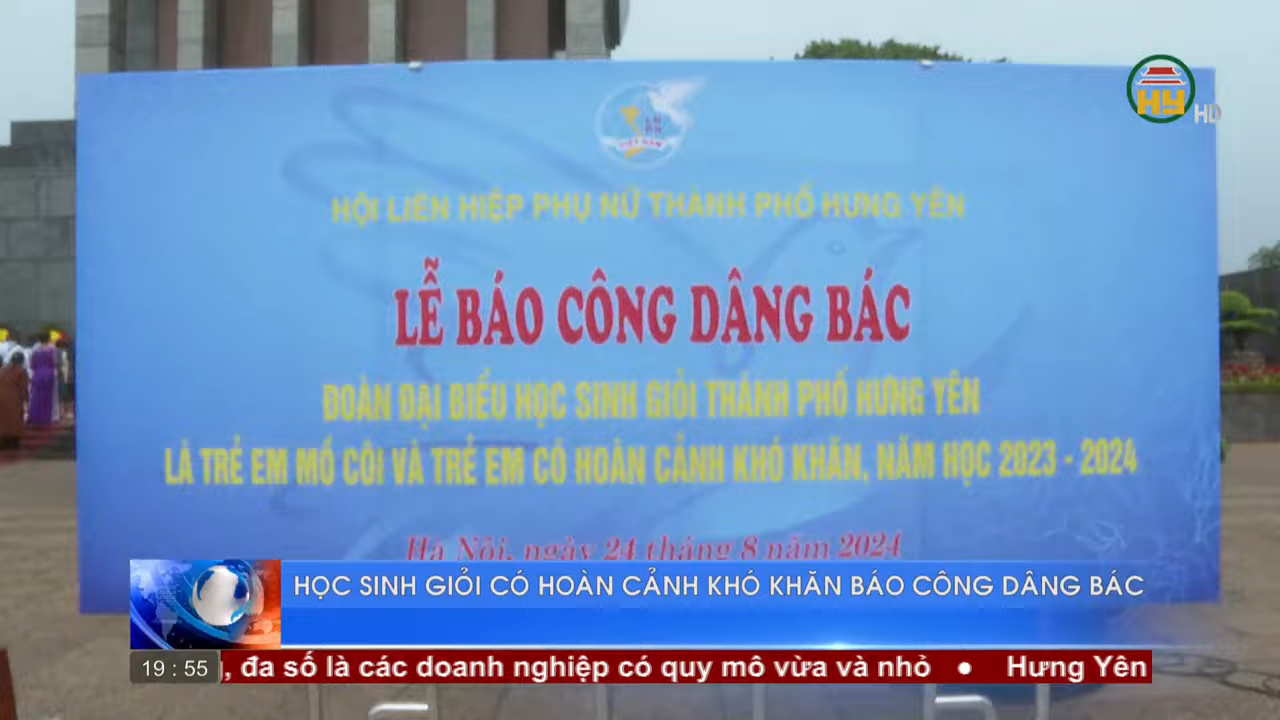 HY
HD
VIỆT NAM
HỘI LIÊN HIỆP PHỤ NỮ THÀNH PHỐ HƯNG YÊN
LỄ BÁO CÔNG DÂNG BÁC
ĐOÀN ĐẠI BIỂU HỌC SINH GIỎI THÀNH PHỐ HƯNG YÊN
LÀ TRẺ EM MỒ CÔI VÀ TRẺ EM CÓ HOÀN CẢNH KHÓ KHĂN, NĂM HỌC 2023 - 2024
Hà Nội, ngày 24 tháng 8 năm 2024
HỌC SINH GIỎI CÓ HOÀN CẢNH KHÓ KHĂN BÁO CÔNG DÂNG BÁC
19 : 55 , đa số là các doanh nghiệp có quy mô vừa và nhỏ ● Hưng Yên